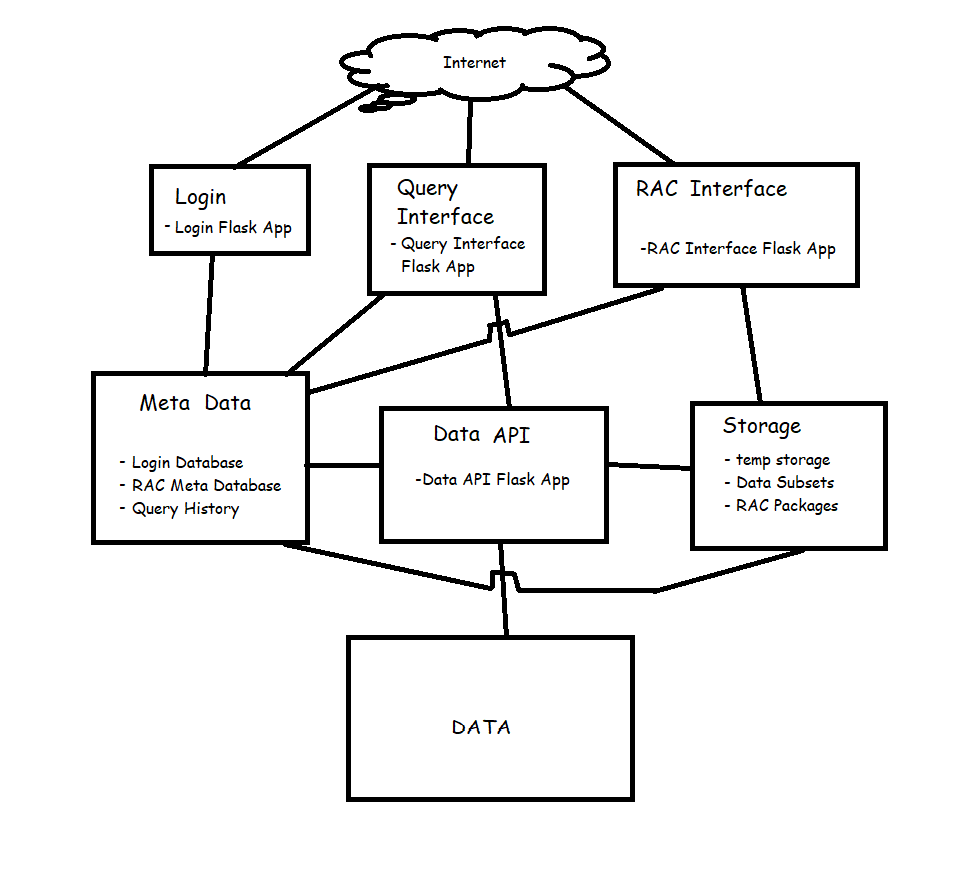 Internet
Login
- Login Flask App
Query
Interface
- Query Interface
Flask App
RAC Interface
-RAC Interface Flask App
Meta Data
- Login Database
- RAC Meta Database
- Query History
Data API
-Data API Flask App
Storage
- temp storage
- Data Subsets
- RAC Packages
DATA